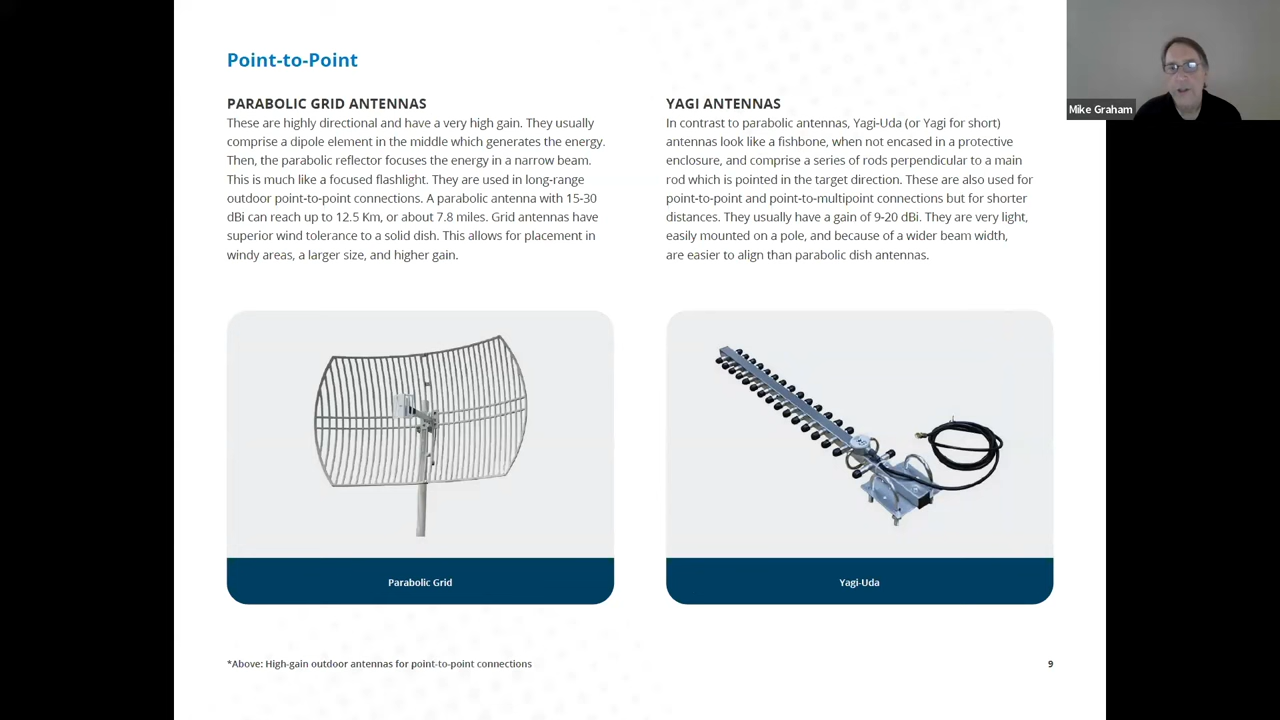 Point-to-Point
PARABOLIC GRID ANTENNAS
These are highly directional and have a very high gain. They usually
comprise a dipole element in the middle which generates the energy.
Then, the parabolic reflector focuses the energy in a narrow beam.
This is much like a focused flashlight. They are used in long-range
outdoor point-to-point connections. A parabolic antenna with 15-30
dBi can reach up to 12.5 Km, or about 7.8 miles. Grid antennas have
superior wind tolerance to a solid dish. This allows for placement in
windy areas, a larger size, and higher gain.
YAGI ANTENNAS
In contrast to parabolic antennas, Yagi-Uda (or Yagi for short)
antennas look like a fishbone, when not encased in a protective
enclosure, and comprise a series of rods perpendicular to a main
rod which is pointed in the target direction. These are also used for
point-to-point and point-to-multipoint connections but for shorter
distances. They usually have a gain of 9-20 dBi. They are very light,
easily mounted on a pole, and because of a wider beam width,
are easier to align than parabolic dish antennas.
Parabolic Grid
Yagi-Uda
*Above: High-gain outdoor antennas for point-to-point connections
9
Mike Graham